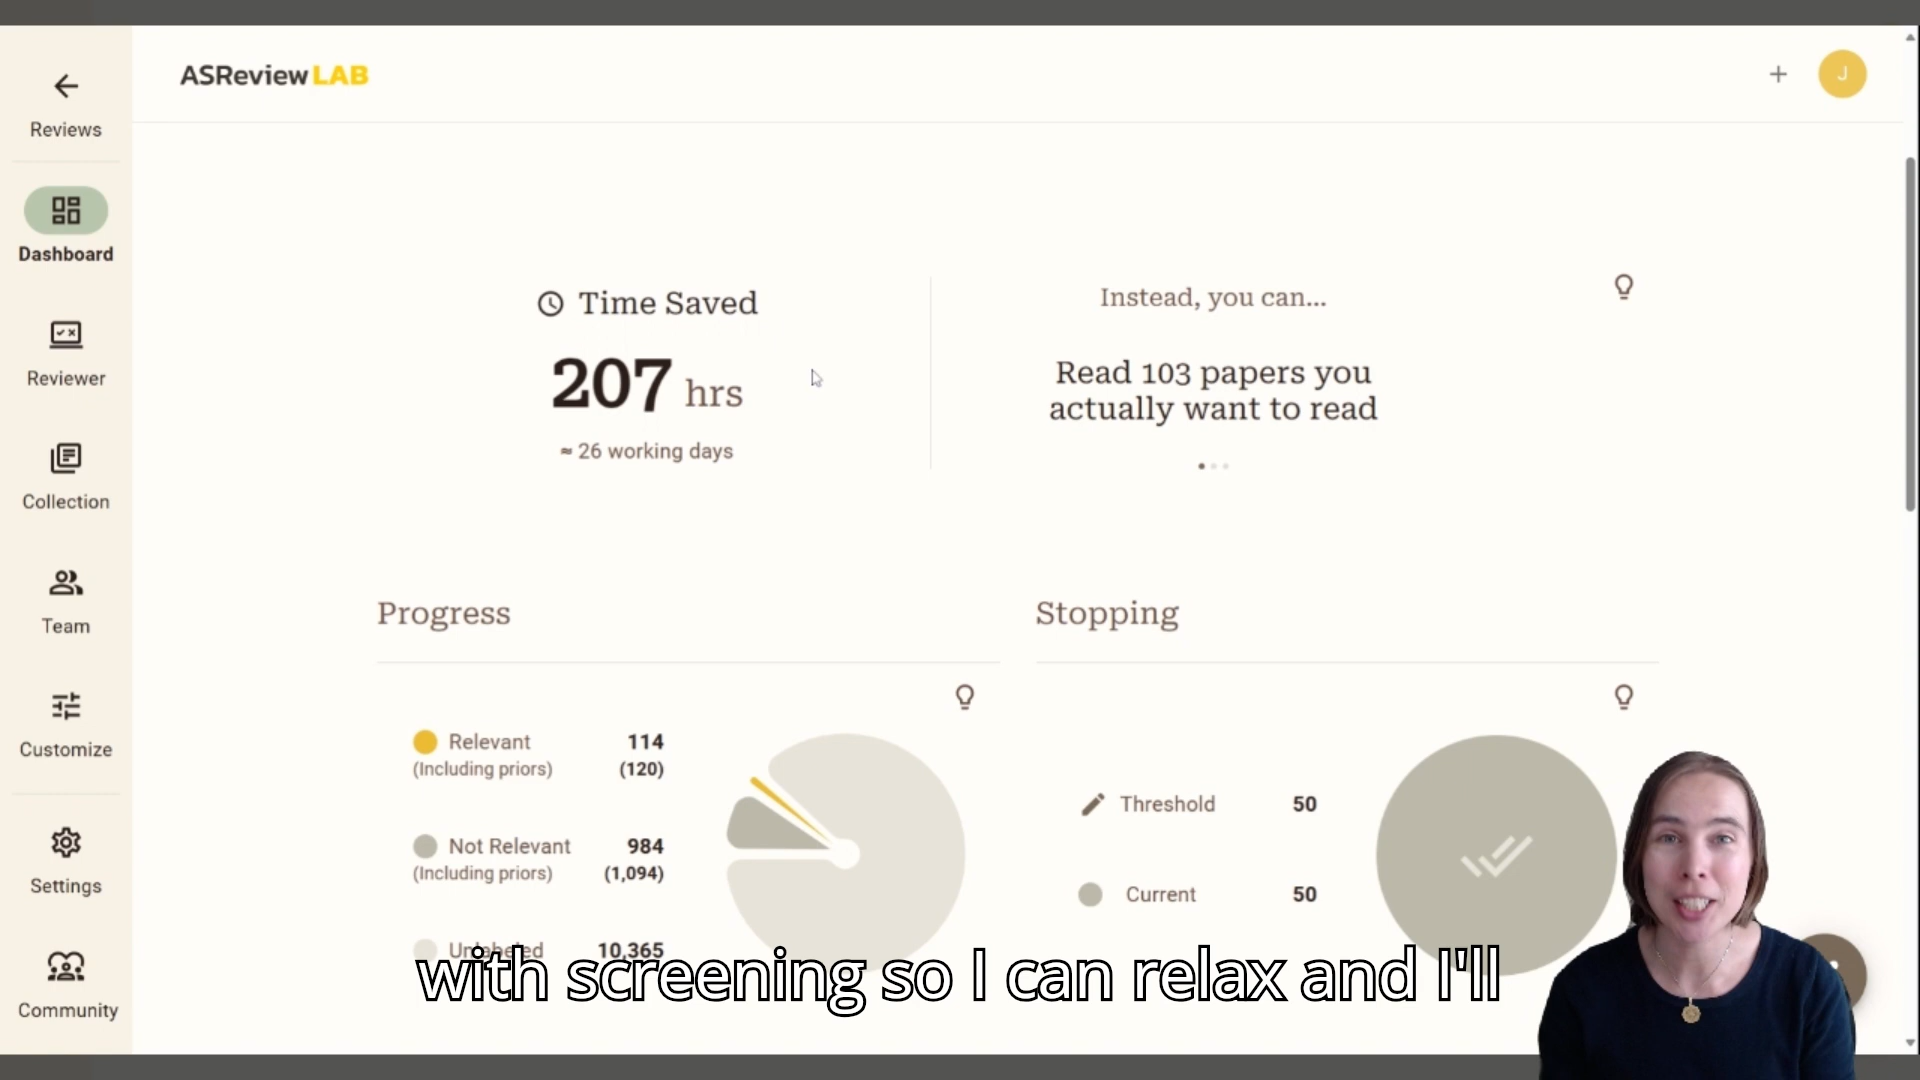 Reviews
ASReview LAB
J
Dashboard
Time Saved
Instead, you can...
207 hrs
Read 103 papers you
actually want to read
≈ 26 working days
Reviewer
Collection
Team
Customize
Settings
Community
Progress
Stopping
Relevant 114
(Including priors) (120)
Not Relevant 984
(Including priors) (1,094)
Unlabeled 10,365
Threshold 50
Current 50
with screening so I can relax and I'll